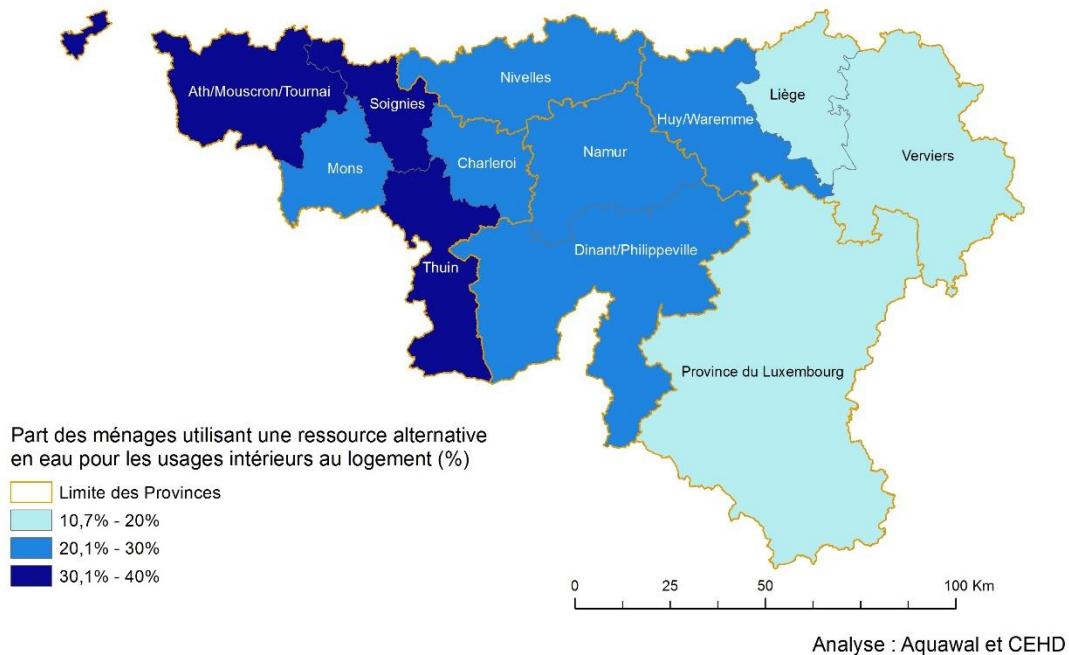 Ath/Mouscron/Tournai
Soignies
Nivelles
Liège
Huy/Waremme
Mons
Charleroi
Namur
Verviers
Dinant/Philippeville
Thuin
Province du Luxembourg
Part des ménages utilisant une ressource alternative
en eau pour les usages intérieurs au logement (%)
Limite des Provinces
10,7% - 20%
20,1% - 30%
30,1% - 40%
0 25 50 100 Km
Analyse : Aquawal et CEHD